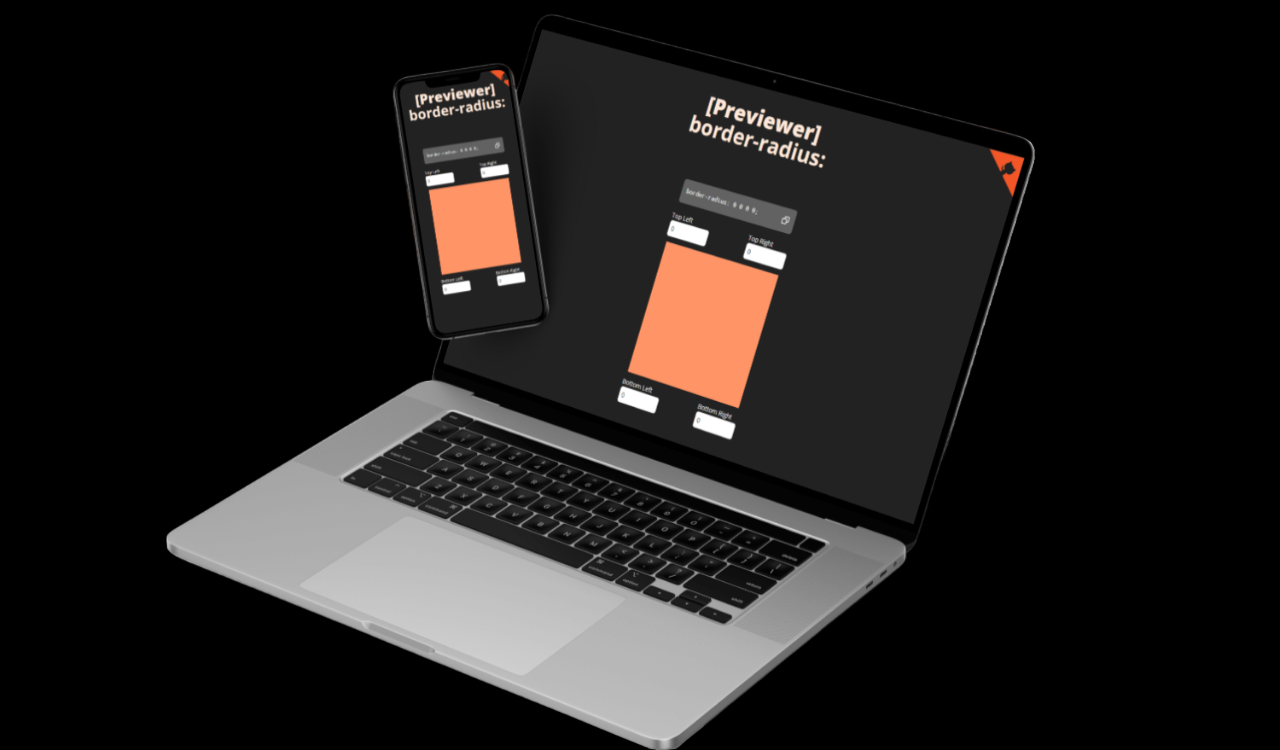 [Previewer]
border-radius:
border-radius: 0 0 0 0;
Top Left
Top Right
0
0
Bottom Left
Bottom Right
0
0
[Previewer]
border-radius:
border-radius: 0 0 0 0;
Top Left
Top Right
0
0
Bottom Left
Bottom Right
0
0